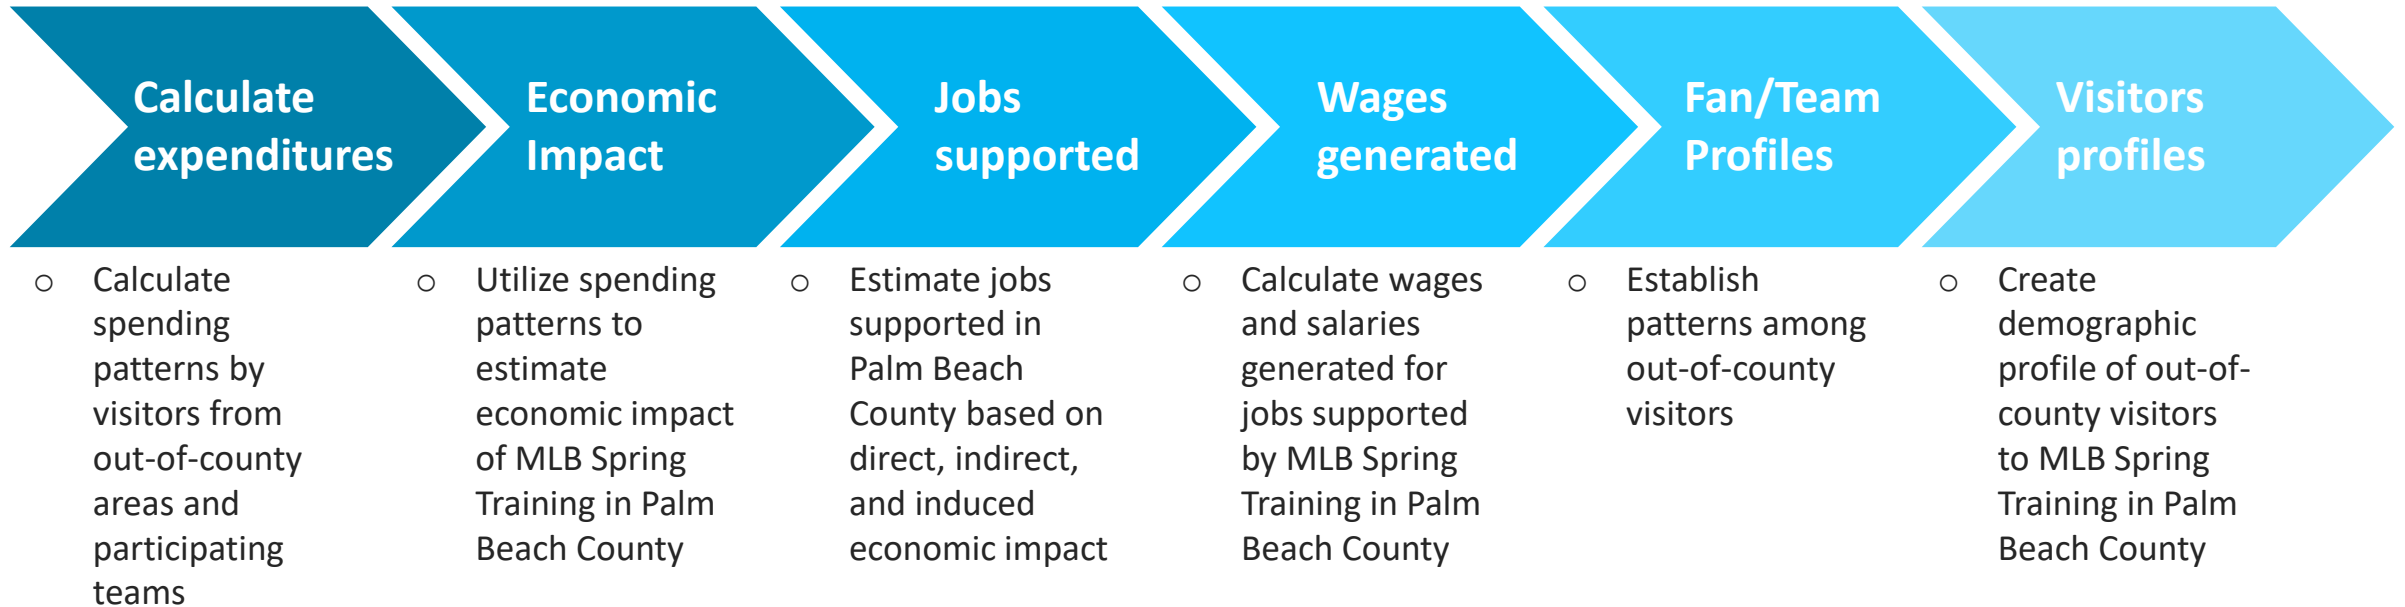 Calculate
expenditures
Economic
Impact
Jobs
supported
Wages
generated
Fan/Team
Profiles
Visitors
profiles
○ Calculate
spending
patterns by
visitors from
out-of-county
areas and
participating
teams
○ Utilize spending
patterns to
estimate
economic impact
of MLB Spring
Training in Palm
Beach County
○ Estimate jobs
supported in
Palm Beach
County based on
direct, indirect,
and induced
economic impact
○ Calculate wages
and salaries
generated for
jobs supported
by MLB Spring
Training in Palm
Beach County
○ Establish
patterns among
out-of-county
visitors
○ Create
demographic
profile of out-of-
county visitors
to MLB Spring
Training in Palm
Beach County